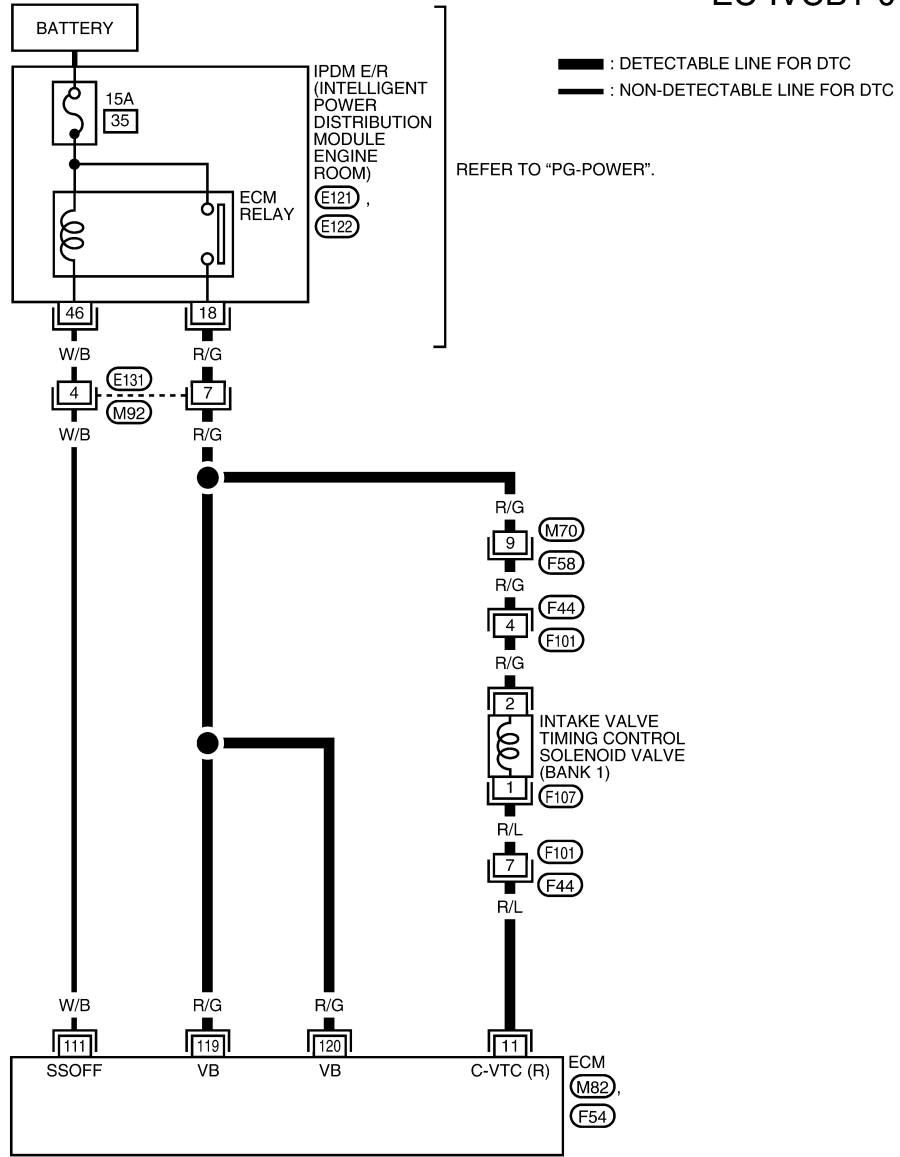 BATTERY
: DETECTABLE LINE FOR DTC
: NON-DETECTABLE LINE FOR DTC
15A
35
IPDM E/R
(INTELLIGENT
POWER
DISTRIBUTION
MODULE
ENGINE
ROOM)
E121 ,
E122
REFER TO “PG-POWER”.
ECM
RELAY
46
18
W/B
R/G
4
E131
M92
7
W/B
R/G
R/G
9
M70
F58
R/G
4
F44
F101
R/G
2
INTAKE VALVE
TIMING CONTROL
SOLENOID VALVE
(BANK 1)
1
F107
R/L
7
F101
F44
R/L
W/B
R/G
R/G
111
119
120
11
SSOFF
VB
VB
C-VTC (R)
ECM
M82 ,
F54